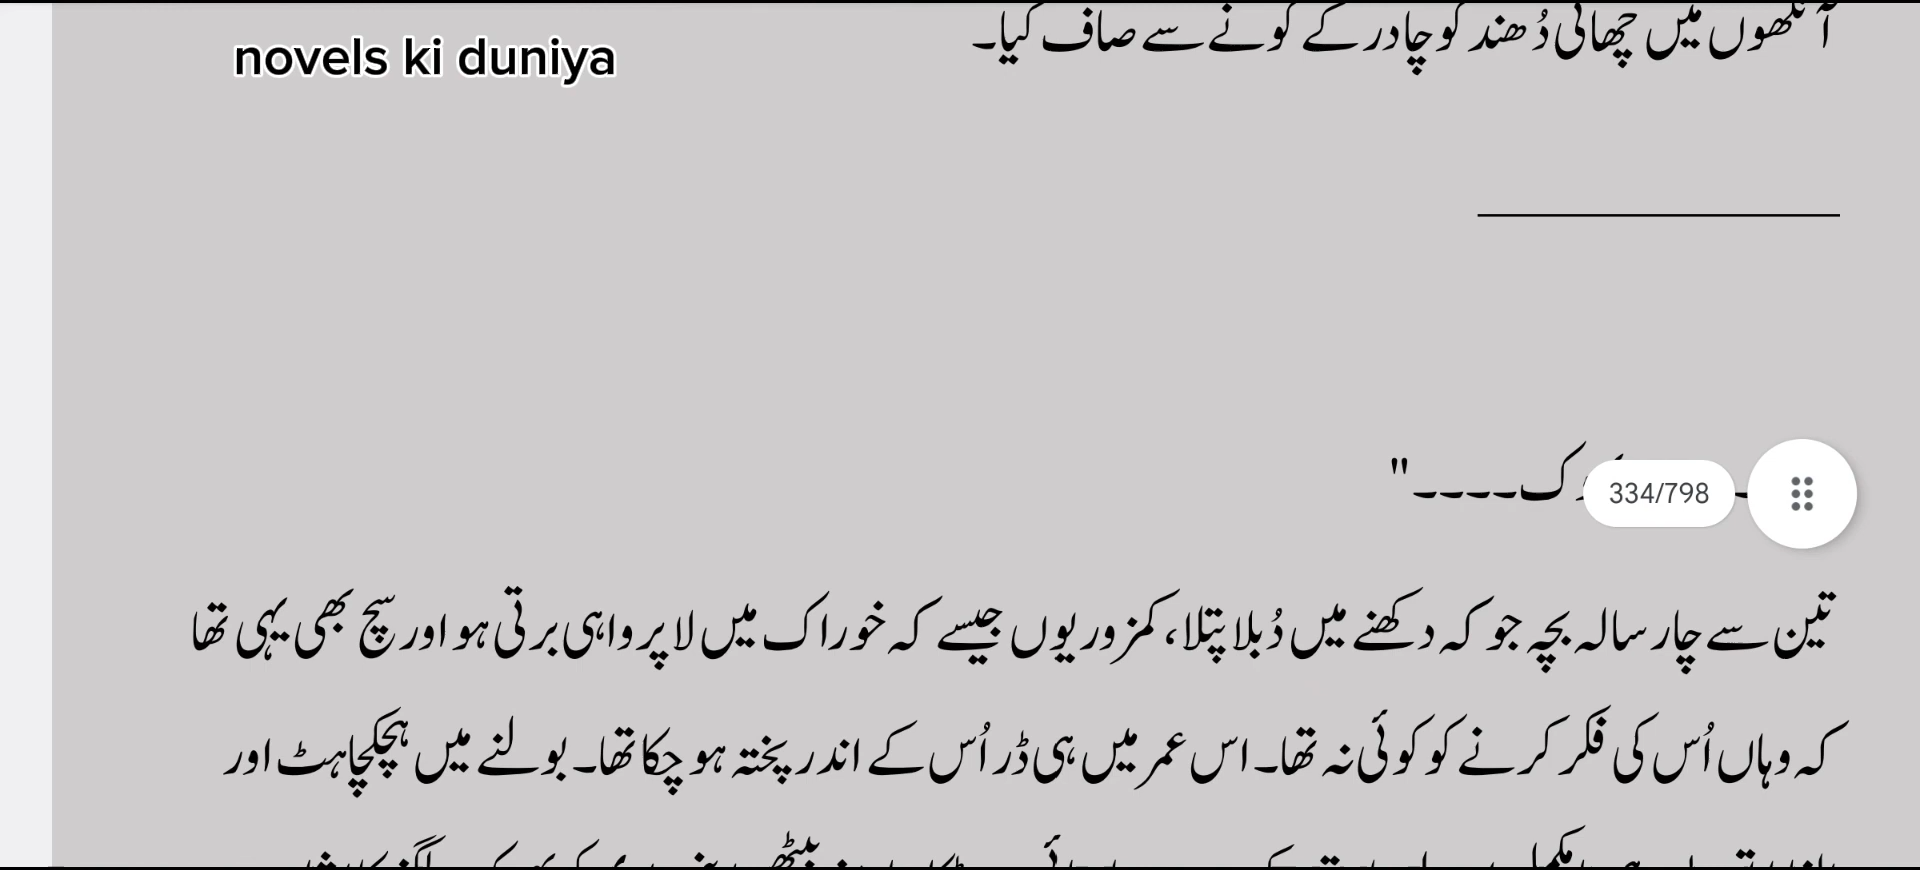 آنکھوں میں چھائی دُھند کو چادر کے کونے سے صاف کیا۔
novels ki duniya
ک۔۔۔۔"
334/798
تین سے چار سالہ بچہ جو کہ دکھنے میں دُبلا پتلا، کمزور یوں جیسے کہ خوراک میں لاپرواہی برتی ہو اور سچ بھی یہی تھا
کہ وہاں اُس کی فکر کرنے کو کوئی نہ تھا۔ اس عمر میں ہی ڈر اُس کے اندر پختہ ہو چکا تھا۔ بولنے میں ہچکچاہٹ اور